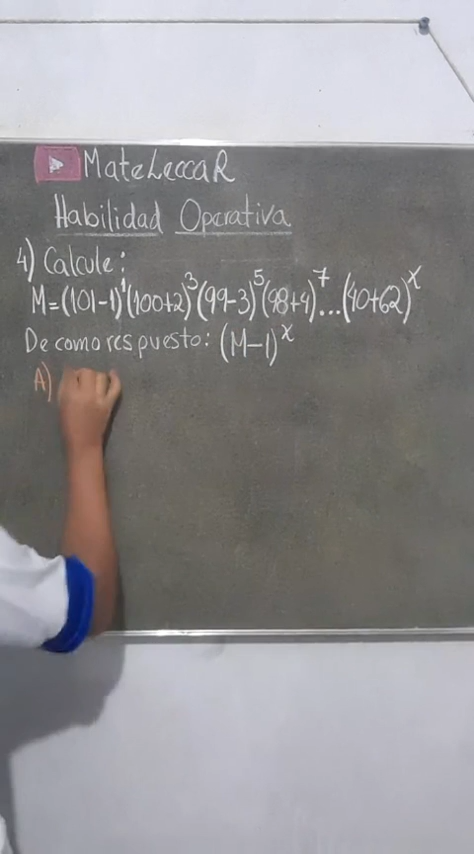 MateLeccaR
Habilidad Operativa
4) Calcule:
M=(101-1)¹(100+2)³(99-3)⁵(98+4)⁷...(40+62)ˣ
De como respuesta: (M-1)ˣ
A)